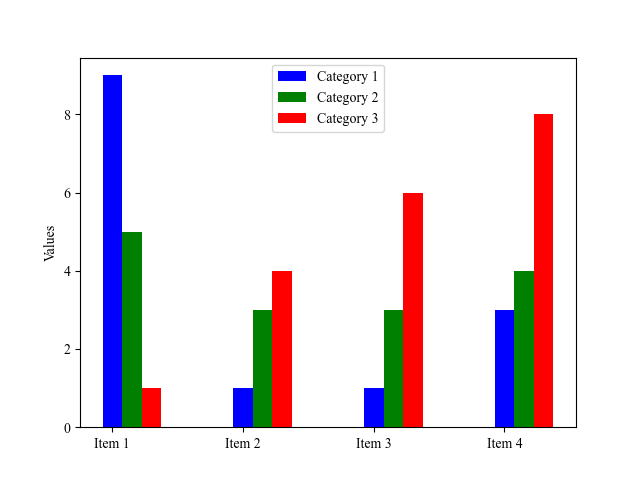 Category 1
Category 2
Category 3
8
6
4
2
0
Values
Item 1 Item 2 Item 3 Item 4